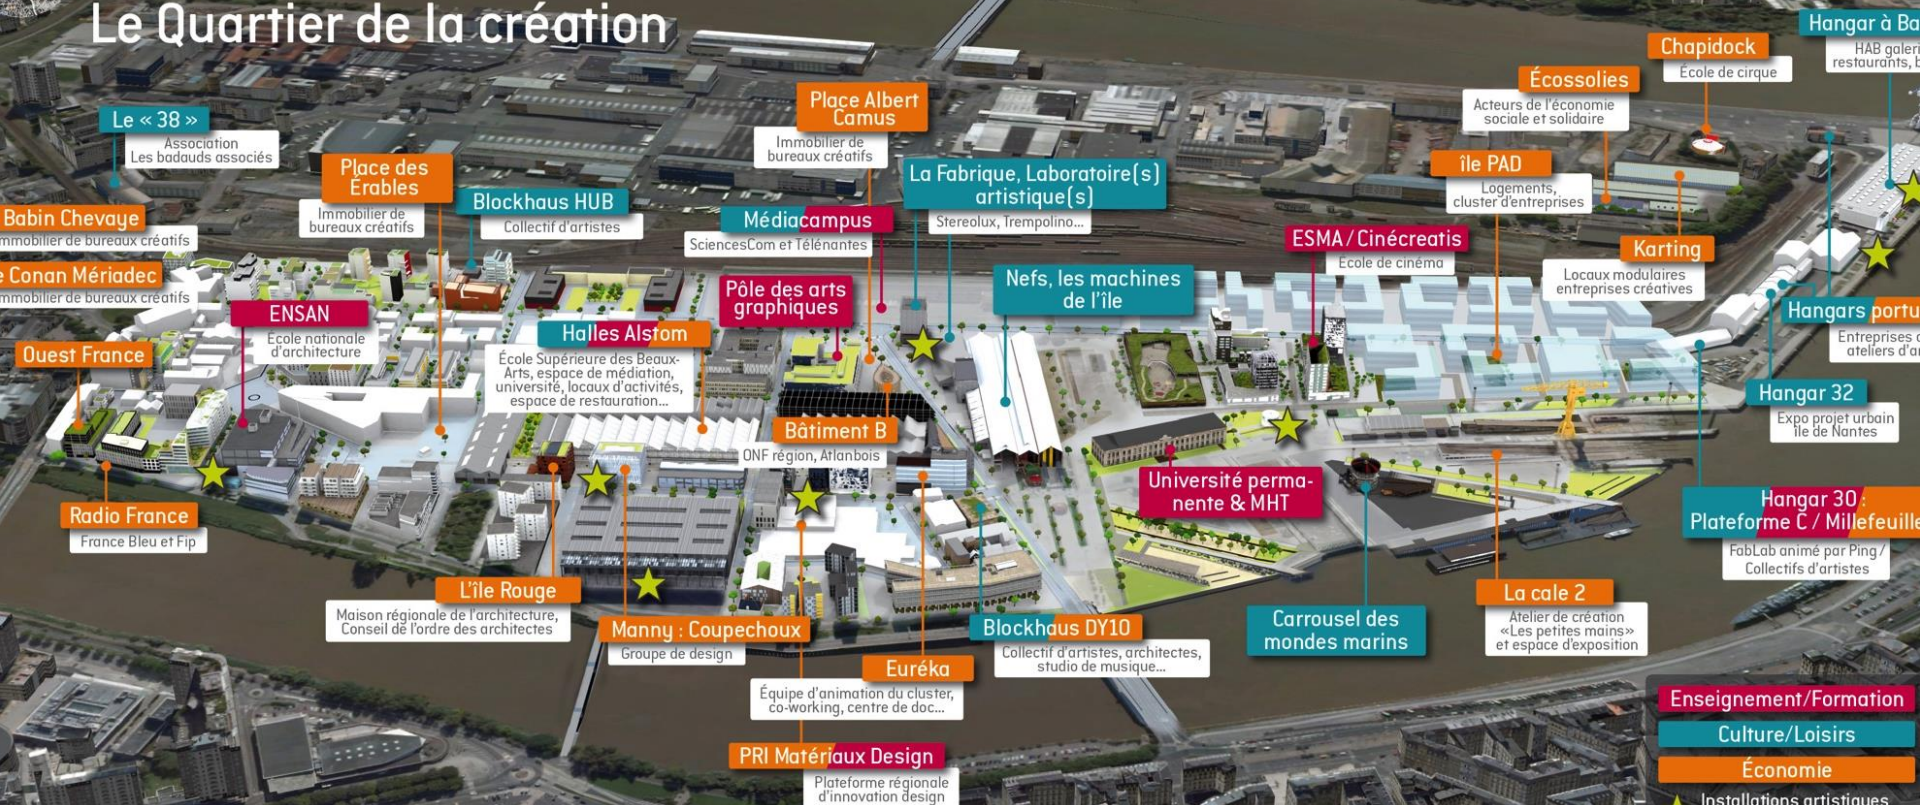 Le Quartier de la création
Le « 38 »
Association
Les badauds associés
Babin Chevaye
immobilier de bureaux créatifs
Conan Mériadec
immobilier de bureaux créatifs
Ouest France
Radio France
France Bleu et Fip
ENSAN
École nationale
d'architecture
Place des
Érables
Immobilier de
bureaux créatifs
Blockhaus HUB
Collectif d'artistes
Halles Alstom
École Supérieure des Beaux-
Arts, espace de médiation,
université, locaux d'activités,
espace de restauration...
L'île Rouge
Maison régionale de l'architecture,
Conseil de l'ordre des architectes
Manny : Coupechoux
Groupe de design
Place Albert
Camus
Immobilier de
bureaux créatifs
Médiacampus
SciencesCom et Télénantes
Pôle des arts
graphiques
La Fabrique, Laboratoire(s)
artistique(s)
Stereolux, Trempolino...
Nefs, les machines
de l'île
Bâtiment B
ONF région, Atlanbois
Euréka
Équipe d'animation du cluster,
co-working, centre de doc...
PRI Matériaux Design
Plateforme régionale
d'innovation design
Blockhaus DY10
Collectif d'artistes, architectes,
studio de musique...
Université perma-
nente & MHT
ESMA / Cinécreatis
École de cinéma
Carrousel des
mondes marins
La cale 2
Atelier de création
«Les petites mains»
et espace d'exposition
île PAD
Logements,
cluster d'entreprises
Écossolies
Acteurs de l'économie
sociale et solidaire
Chapidock
École de cirque
Karting
Locaux modulaires
entreprises créatives
Hangar à Ba
HAB galeri
restaurants, b
Hangars portu
Entreprises
ateliers d'a
Hangar 32
Expo projet urbain
île de Nantes
Hangar 30 :
Plateforme C / Millefeuille
FabLab animé par Ping /
Collectifs d'artistes
Enseignement/Formation
Culture/Loisirs
Économie
Installations artistiques